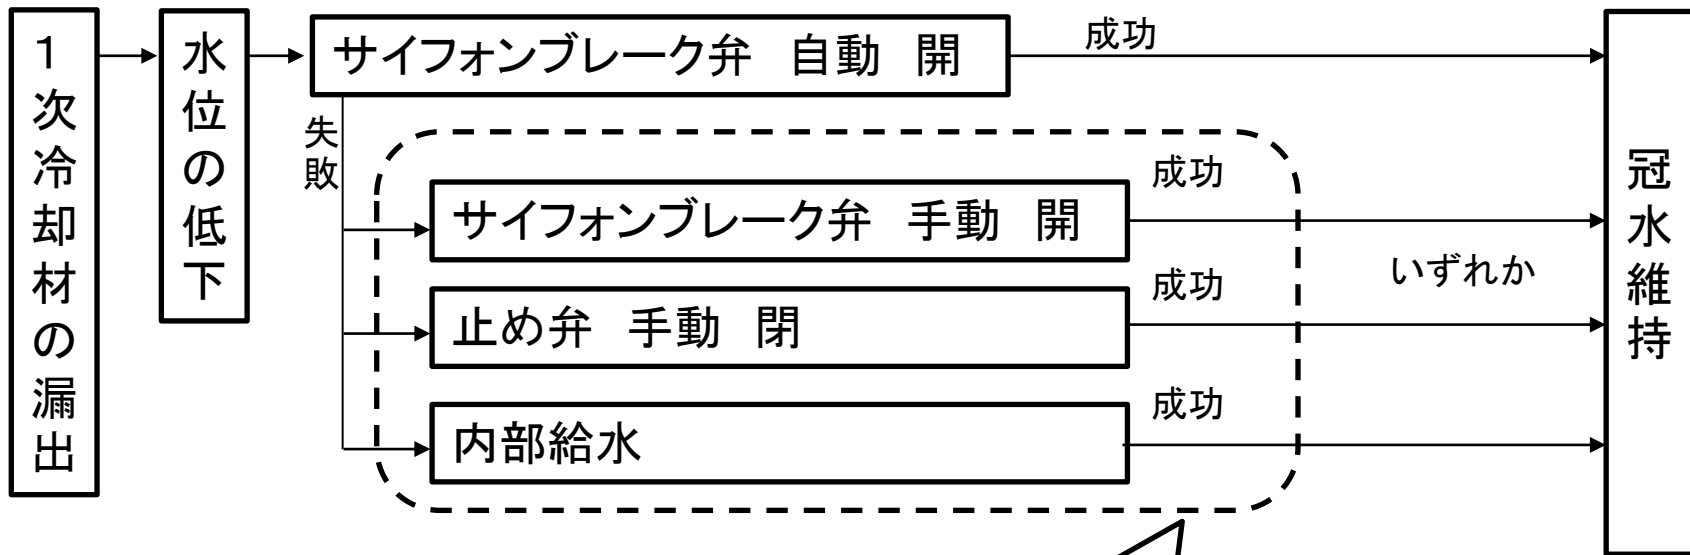 1次冷却材の漏出
水位の低下
サイフォンブレーク弁　自動　開
成功
失敗
サイフォンブレーク弁　手動　開
成功
止め弁　手動　閉
成功
いずれか
内部給水
成功
冠水維持